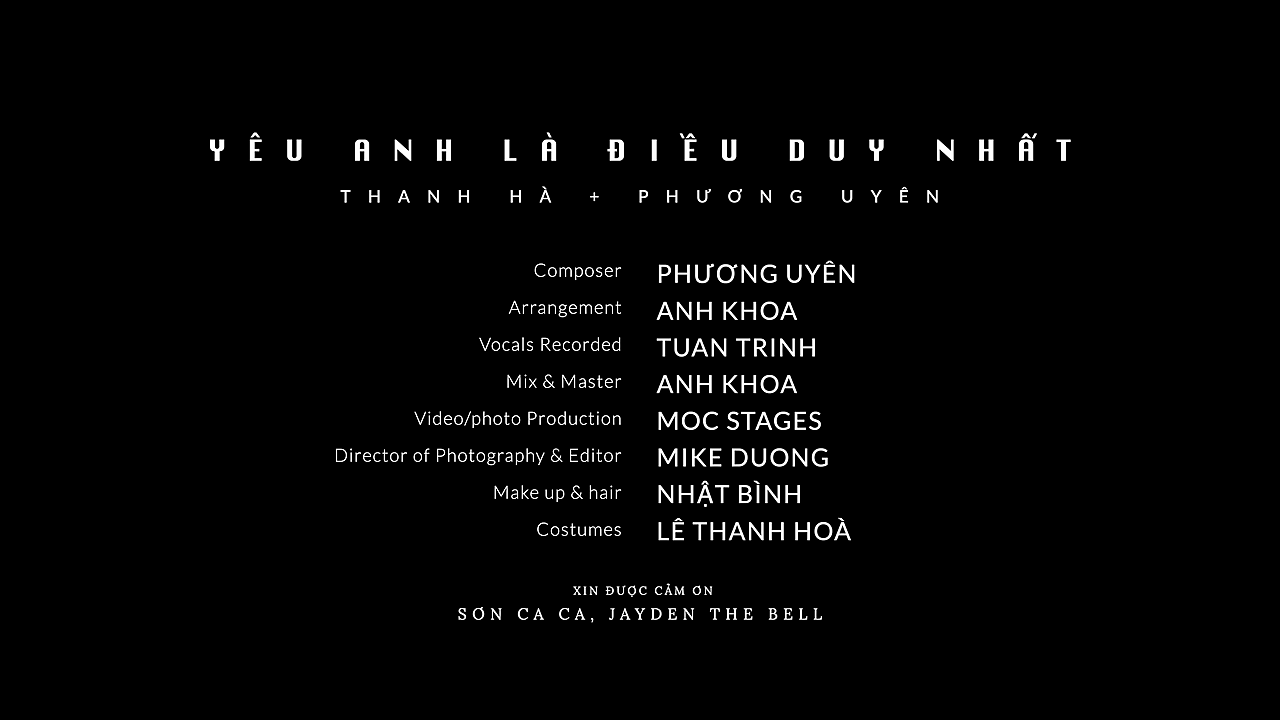 YÊU ANH LÀ ĐIỀU DUY NHẤT
THANH HÀ + PHƯƠNG UYÊN
Composer PHƯƠNG UYÊN
Arrangement ANH KHOA
Vocals Recorded TUAN TRINH
Mix & Master ANH KHOA
Video/photo Production MOC STAGES
Director of Photography & Editor MIKE DUONG
Make up & hair NHẬT BÌNH
Costumes LÊ THANH HOÀ
XIN ĐƯỢC CẢM ƠN
SƠN CA CA, JAYDEN THE BELL